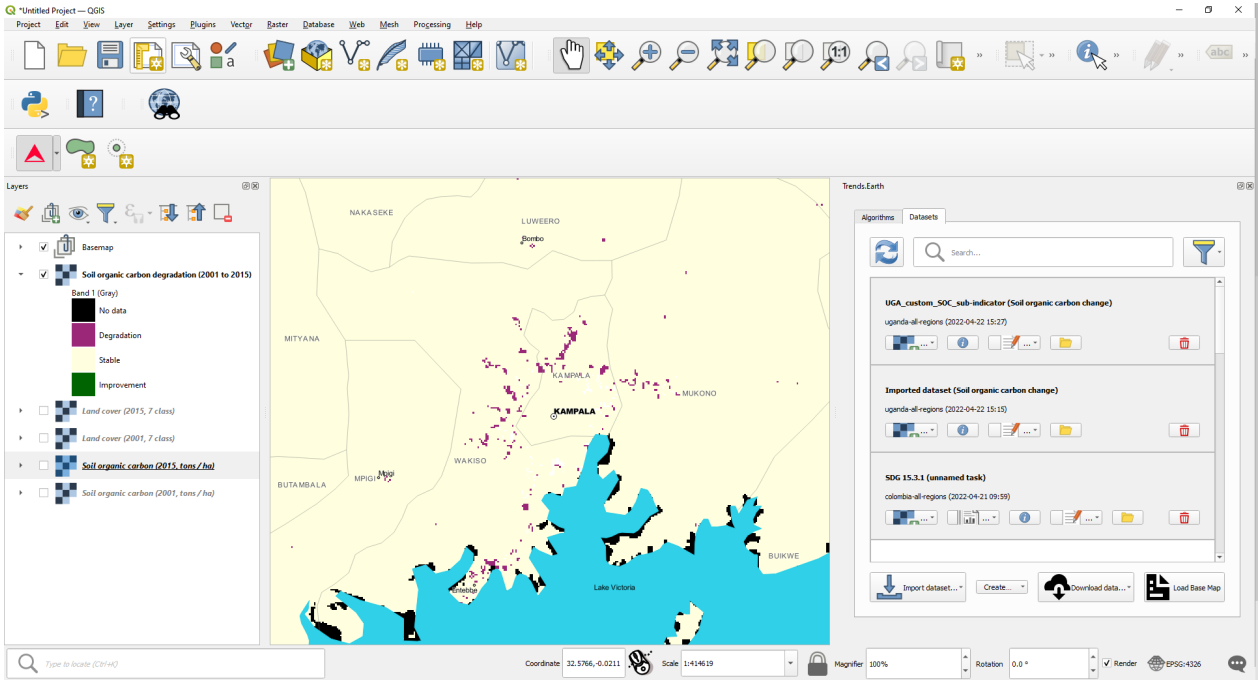 *Untitled Project — QGIS
Project Edit View Layer Settings Plugins Vector Raster Database Web Mesh Processing Help
a
1:1
abc
»
»
»
»
?
Layers
Basemap
Soil organic carbon degradation (2001 to 2015)
Band 1 (Gray)
No data
Degradation
Stable
Improvement
Land cover (2015, 7 class)
Land cover (2001, 7 class)
Soil organic carbon (2015, tons / ha)
Soil organic carbon (2001, tons / ha)
NAKASEKE
LUWEERO
Bombo
MITYANA
KAMPALA
MUKONO
KAMPALA
WAKISO
Mpigi
MPIGI
BUTAMBALA
BUIKWE
Lake Victoria
Entebbe
Trends.Earth
Algorithms Datasets
Search...
UGA_custom_SOC_sub-indicator (Soil organic carbon change)
uganda-all-regions (2022-04-22 15:27)
... ...
Imported dataset (Soil organic carbon change)
uganda-all-regions (2022-04-22 15:15)
... ...
SDG 15.3.1 (unnamed task)
colombia-all-regions (2022-04-21 09:59)
... ... ...
Import dataset... Create... Download data... Load Base Map
Type to locate (Ctrl+K)
Coordinate 32.5766,-0.0211 Scale 1:414619 Magnifier 100% Rotation 0.0 ° Render EPSG:4326